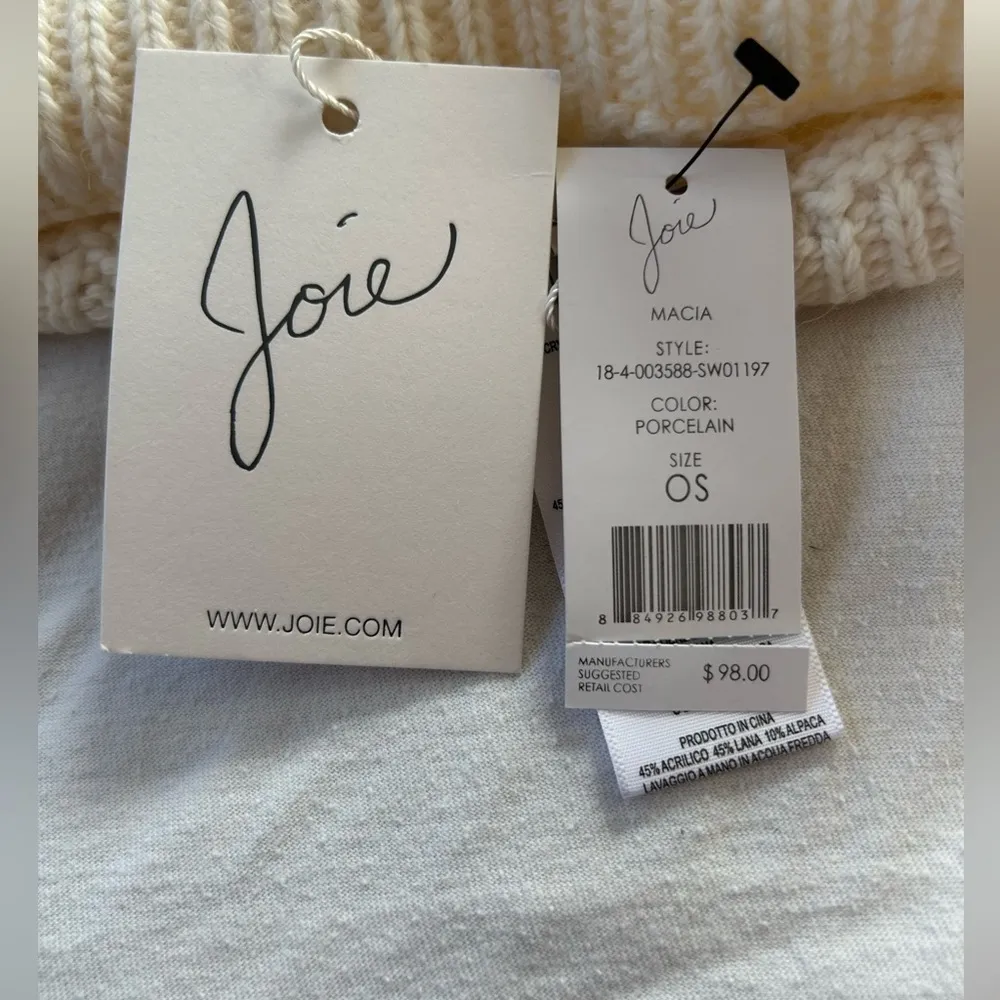 Joie
WWW.JOIE.COM
Joie
MACIA
STYLE:
18-4-003588-SW01197
COLOR:
PORCELAIN
SIZE
OS
8 84926 98803 7
MANUFACTURERS
SUGGESTED
RETAIL COST
$98.00
PRODOTTO IN CINA
45% ACRILICO 45% LANA 10% ALPACA
LAVAGGIO A MANO IN ACQUA FREDDA